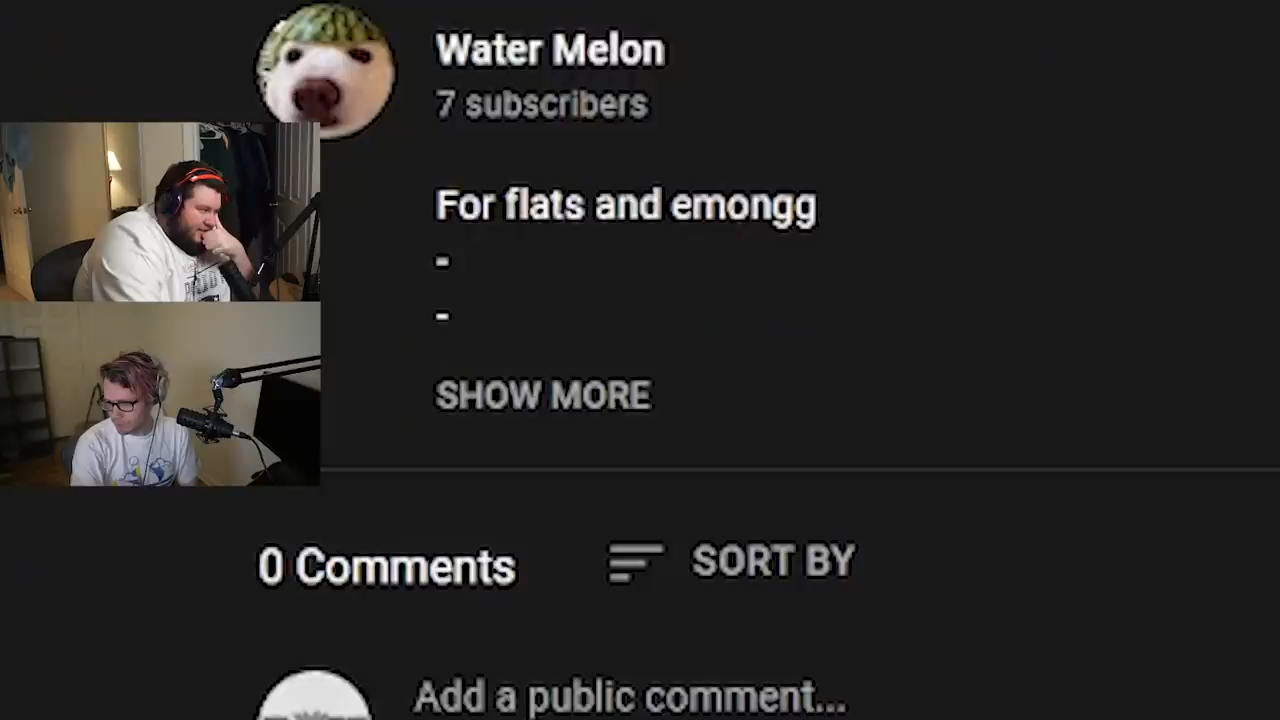 Water Melon
7 subscribers
For flats and emongg
-
-
SHOW MORE
0 Comments
SORT BY
Add a public comment...